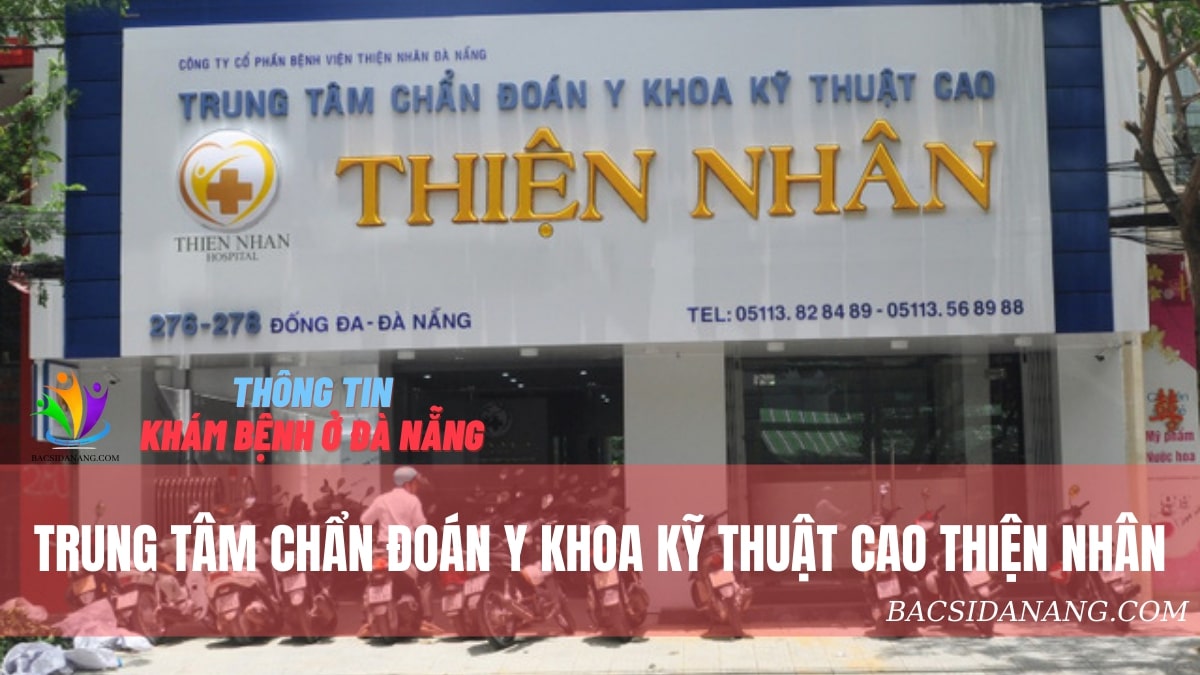 CÔNG TY CỔ PHẦN BỆNH VIỆN THIỆN NHÂN ĐÀ NẴNG
TRUNG TÂM CHẨN ĐOÁN Y KHOA KỸ THUẬT CAO
THIỆN NHÂN
THIEN NHAN
HOSPITAL
276-278 ĐỐNG ĐA-ĐÀ NẴNG
TEL: 05113. 82 84 89 - 05113. 56 89 88
THÔNG TIN
KHÁM BỆNH Ở ĐÀ NẴNG
BACSIDANANG.COM
Mỹ phẩm
Nước hoa
TRUNG TÂM CHẨN ĐOÁN Y KHOA KỸ THUẬT CAO THIỆN NHÂN
BACSIDANANG.COM